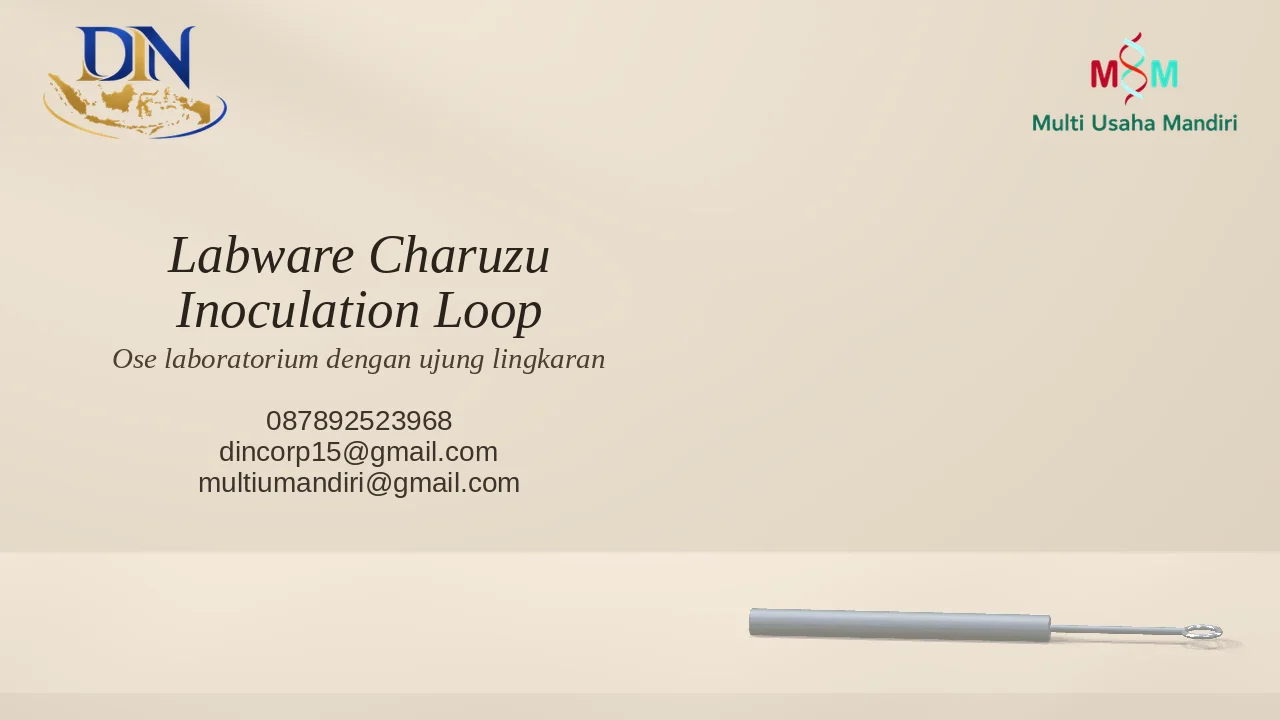 DN
M M
Multi Usaha Mandiri
Labware Charuzu
Inoculation Loop
Ose laboratorium dengan ujung lingkaran
087892523968
dincorp15@gmail.com
multiumandiri@gmail.com